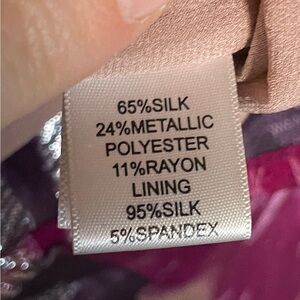 65%SILK
24%METALLIC
POLYESTER
11%RAYON
LINING
95%SILK
5%SPANDEX